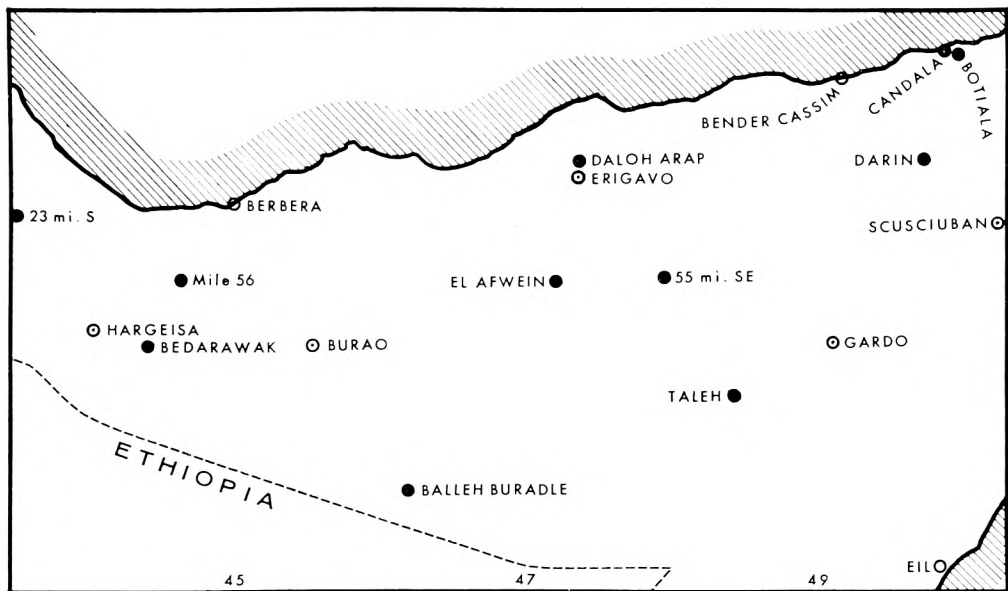 CANDALA
BOTIALA
BENDER CASSIM
DALOH ARAP
DARIN
ERIGAVO
BERBERA
23 mi. S
SCUSCIUBAN
Mile 56
EL AFWEIN
55 mi. SE
HARGEISA
BEDARAWAK
BURAO
GARDO
TALEH
ETHIOPIA
BALLEH BURADLE
EIL
45
47
49